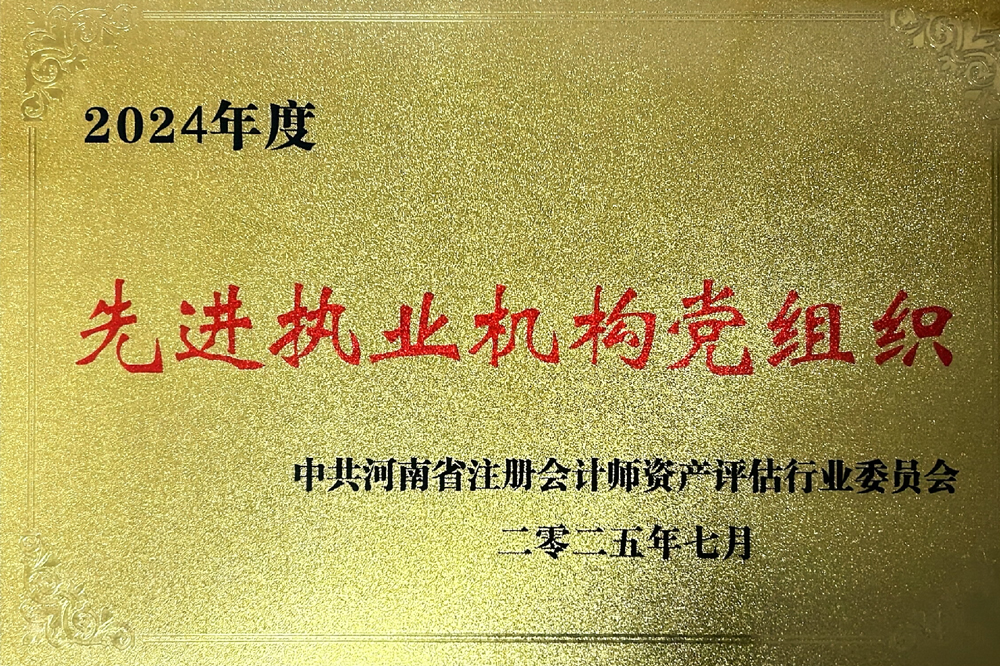 2024年度
先进执业机构党组织
中共河南省注册会计师资产评估行业委员会
二零二五年七月